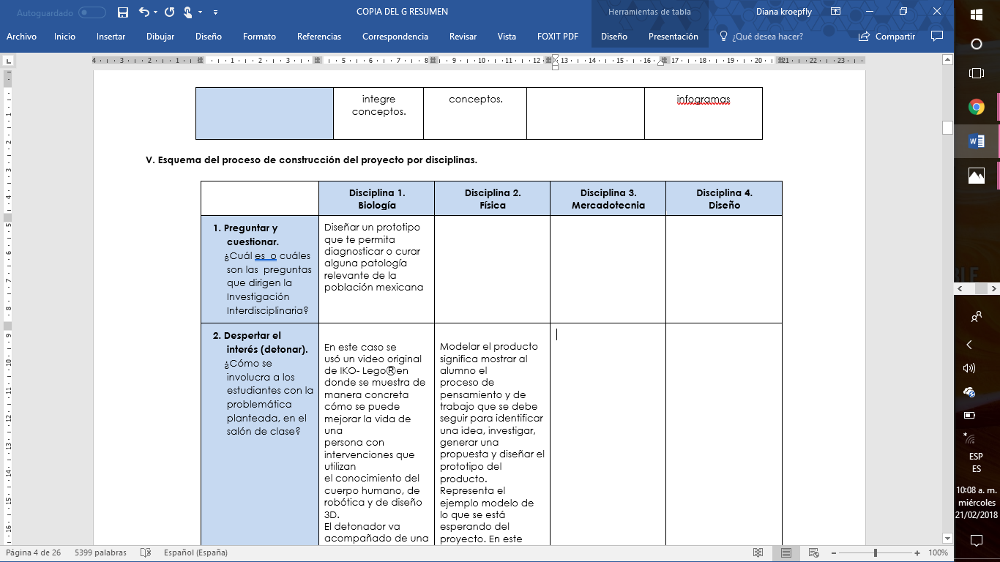 Autoguardado
COPIA DEL G RESUMEN
Herramientas de tabla
Diana kroepfly
Archivo Inicio Insertar Dibujar Diseño Formato Referencias Correspondencia Revisar Vista FOXIT PDF Diseño Presentación ¿Qué desea hacer? Compartir
integre
conceptos.
conceptos.
infogramas
V. Esquema del proceso de construcción del proyecto por disciplinas.
Disciplina 1.
Biología
Disciplina 2.
Física
Disciplina 3.
Mercadotecnia
Disciplina 4.
Diseño
1. Preguntar y
cuestionar.
¿Cuál es o cuáles
son las preguntas
que dirigen la
Investigación
Interdisciplinaria?
Diseñar un prototipo
que te permita
diagnosticar o curar
alguna patología
relevante de la
población mexicana
2. Despertar el
interés (detonar).
¿Cómo se
involucra a los
estudiantes con la
problemática
planteada, en el
salón de clase?
En este caso se
usó un video original
de IKO- Lego®en
donde se muestra de
manera concreta
cómo se puede
mejorar la vida de
una
persona con
intervenciones que
utilizan
el conocimiento del
cuerpo humano, de
robótica y de diseño
3D.
El detonador va
acompañado de una
Modelar el producto
significa mostrar al
alumno el
proceso de
pensamiento y de
trabajo que se debe
seguir para identificar
una idea, investigar,
generar una
propuesta y diseñar el
prototipo del
producto.
Representa el
ejemplo modelo de
lo que se está
esperando del
proyecto. En este
Página 4 de 26 5399 palabras Español (España) 100%
ESP
ES
10:08 a. m.
miércoles
21/02/2018